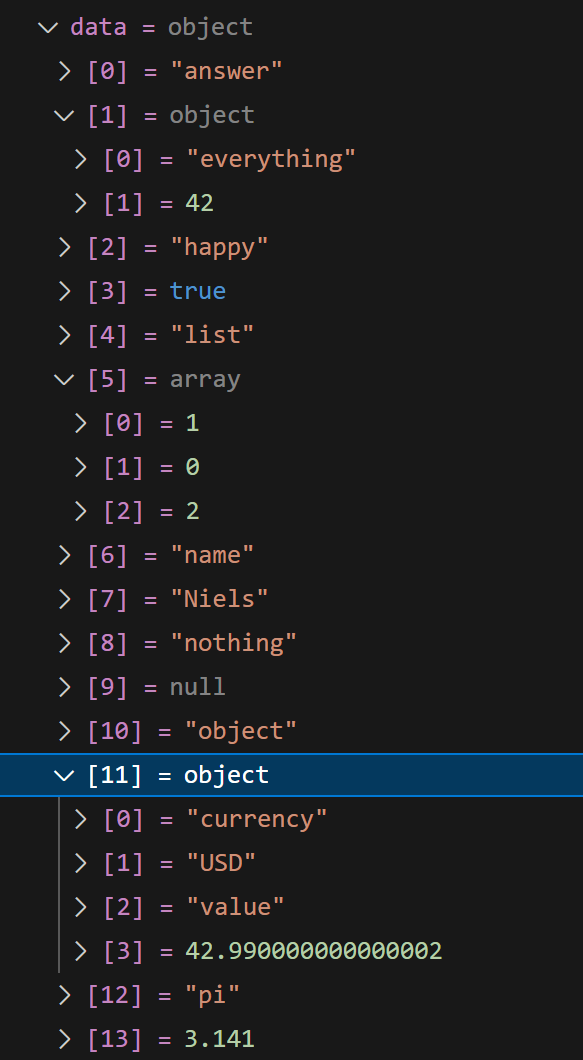 data = object
[0] = "answer"
[1] = object
[0] = "everything"
[1] = 42
[2] = "happy"
[3] = true
[4] = "list"
[5] = array
[0] = 1
[1] = 0
[2] = 2
[6] = "name"
[7] = "Niels"
[8] = "nothing"
[9] = null
[10] = "object"
[11] = object
[0] = "currency"
[1] = "USD"
[2] = "value"
[3] = 42.990000000000002
[12] = "pi"
[13] = 3.141